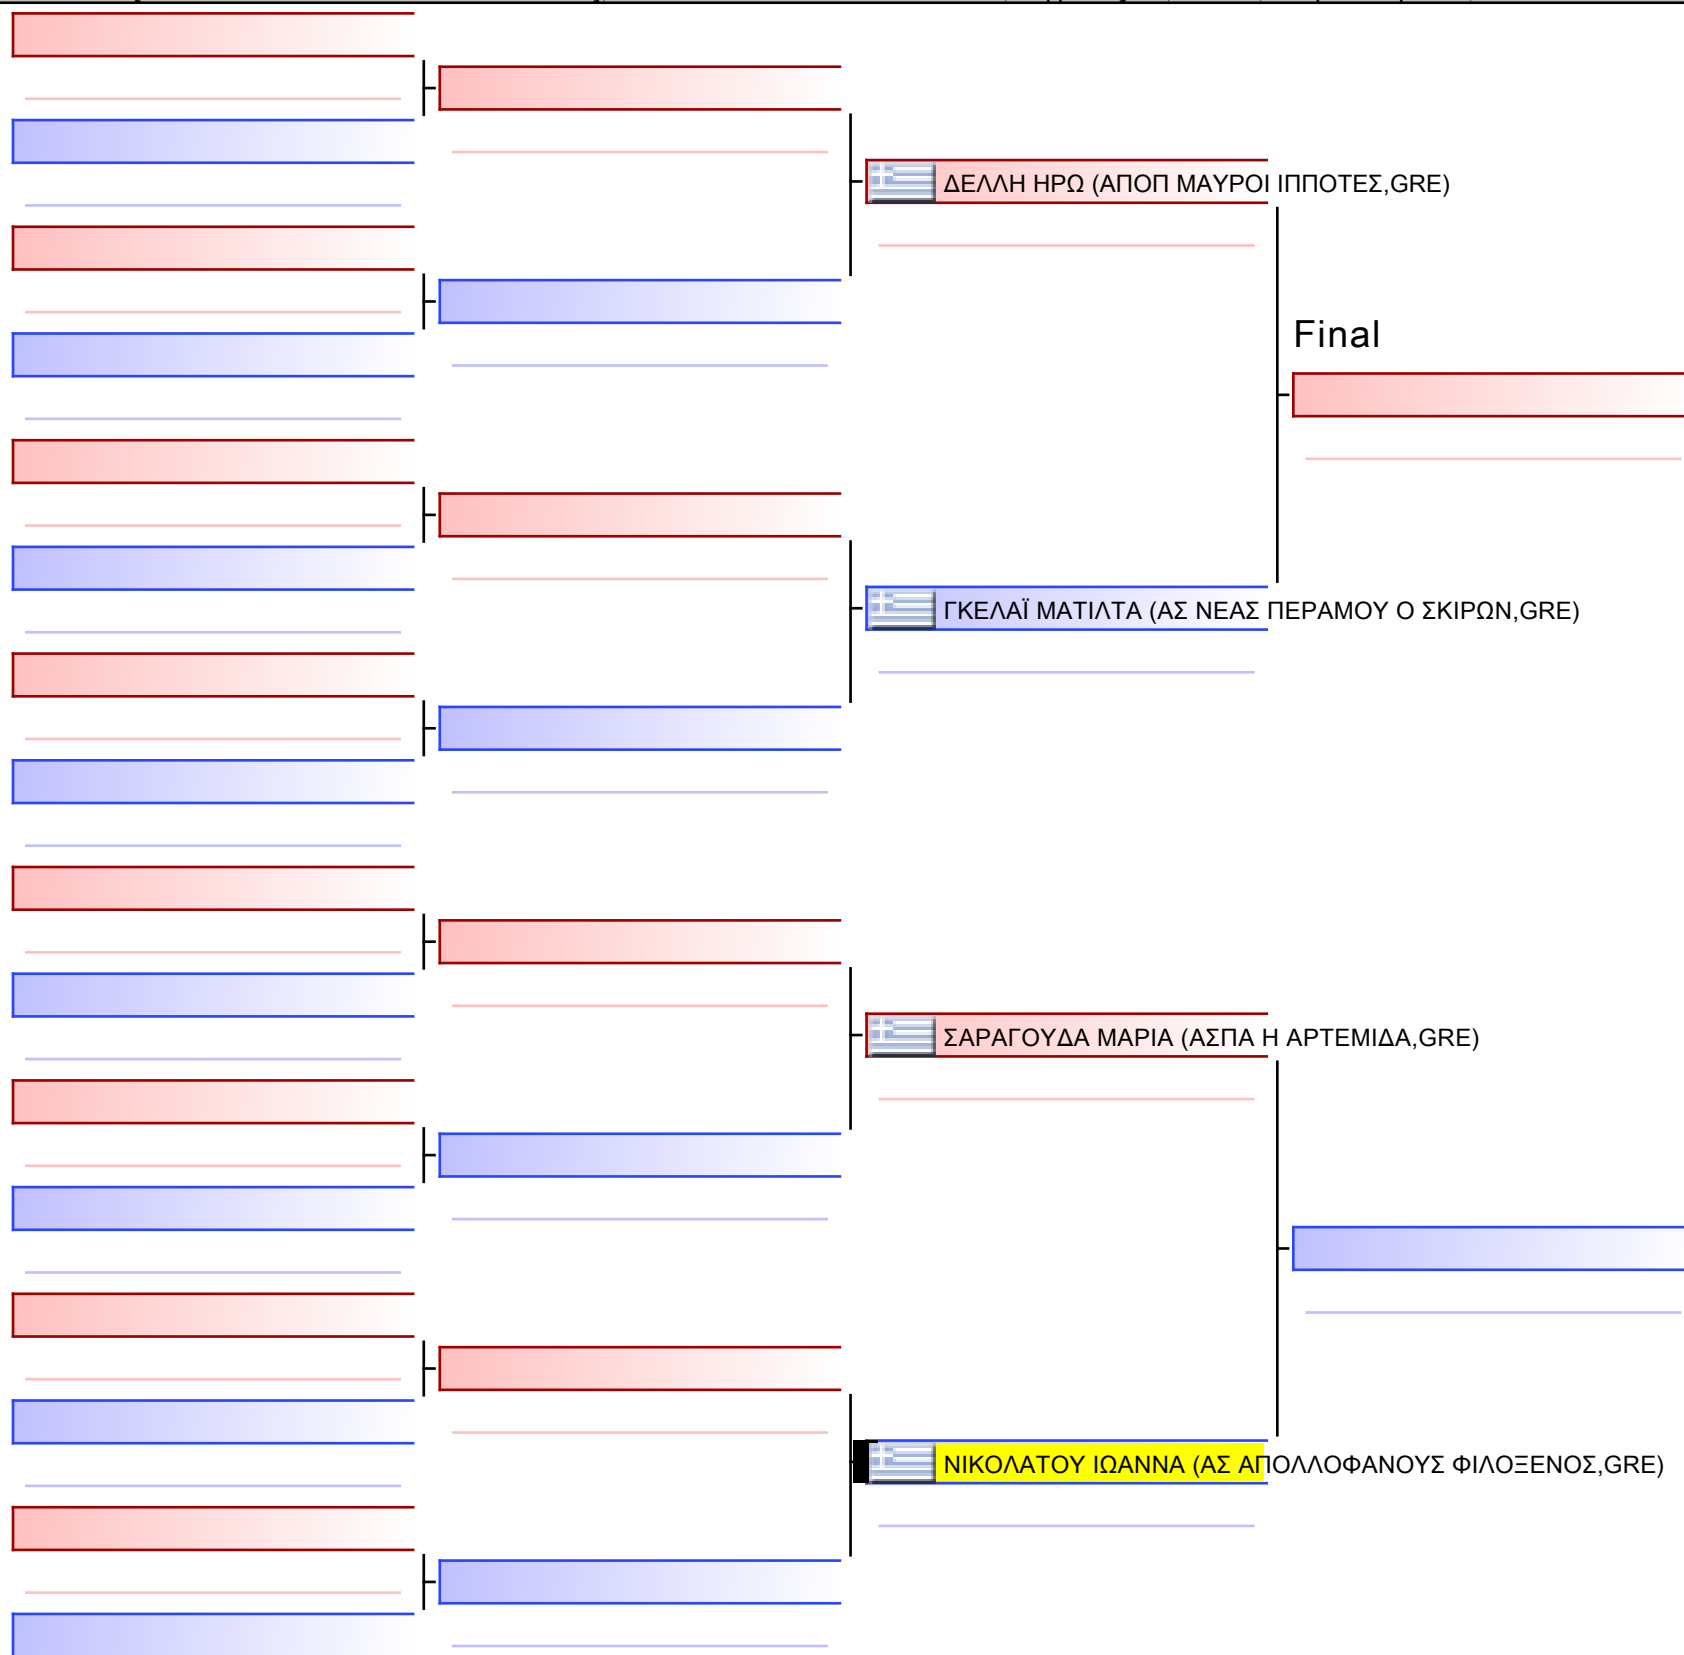 ΔΕΛΛΗ ΗΡΩ (ΑΠΟΠ ΜΑΥΡΟΙ ΙΠΠΟΤΕΣ,GRE)
Final
ΓΚΕΛΑΪ ΜΑΤΙΛΤΑ (ΑΣ ΝΕΑΣ ΠΕΡΑΜΟΥ Ο ΣΚΙΡΩΝ,GRE)
ΣΑΡΑΓΟΥΔΑ ΜΑΡΙΑ (ΑΣΠΑ Η ΑΡΤΕΜΙΔΑ,GRE)
ΝΙΚΟΛΑΤΟΥ ΙΩΑΝΝΑ (ΑΣ ΑΠΟΛΛΟΦΑΝΟΥΣ ΦΙΛΟΞΕΝΟΣ,GRE)